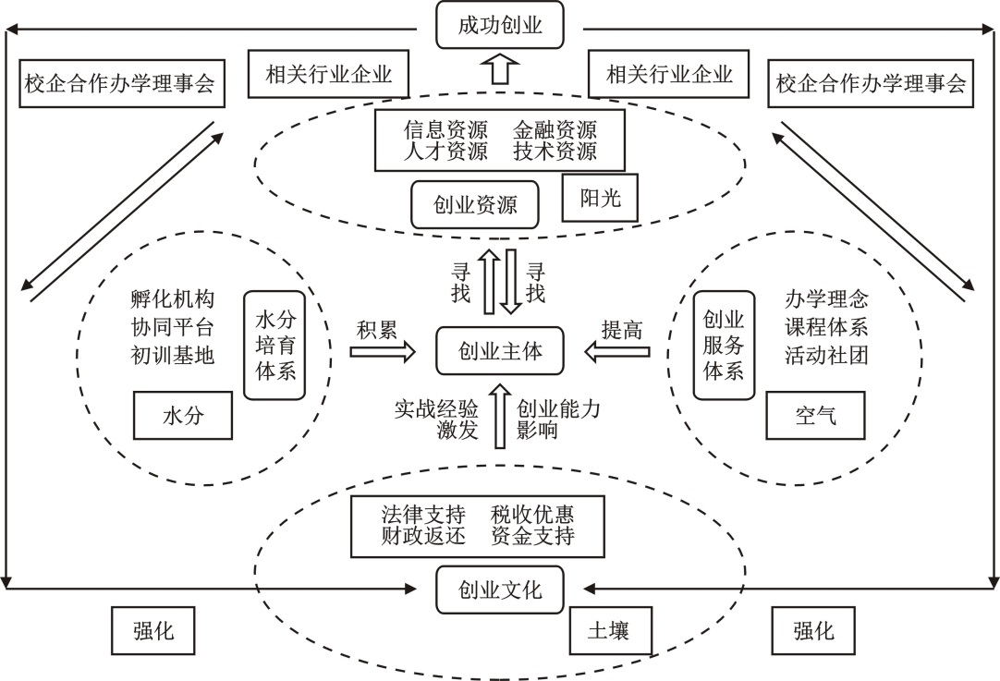 成功创业
校企合作办学理事会
相关行业企业
相关行业企业
校企合作办学理事会
信息资源 金融资源
人才资源 技术资源
创业资源
阳光
寻找
寻找
孵化机构
协同平台
初训基地
水分
培育
体系
水分
积累
创业主体
提高
创业
服务
体系
办学理念
课程体系
活动社团
空气
实战经验
激发
创业能力
影响
法律支持 税收优惠
财政返还 资金支持
创业文化
土壤
强化
强化